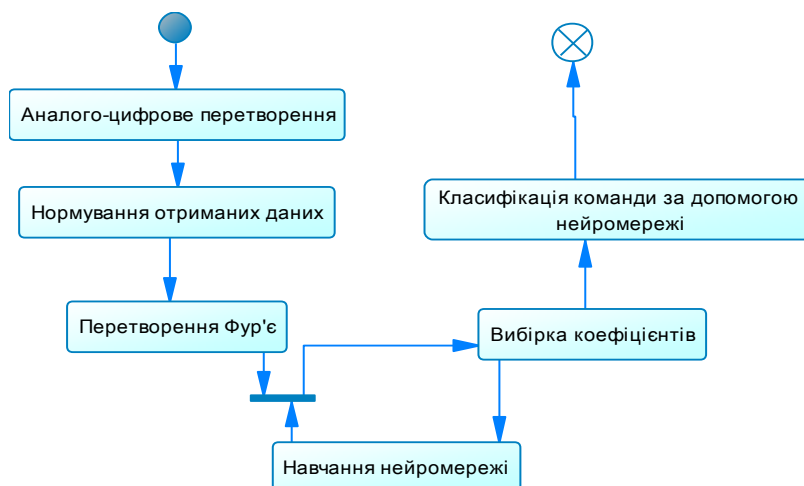 Аналого-цифрове перетворення
Нормування отриманих даних
Перетворення Фур'є
Навчання нейромережі
Вибірка коефіцієнтів
Класифікація команди за допомогою
нейромережі